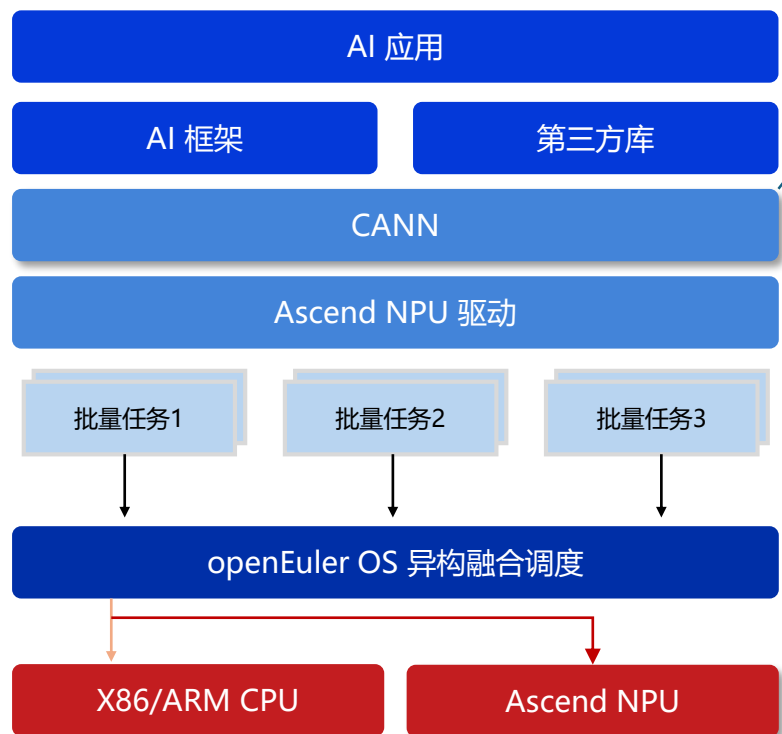 AI 应用
AI 框架
第三方库
CANN
Ascend NPU 驱动
批量任务1
批量任务2
批量任务3
openEuler OS 异构融合调度
X86/ARM CPU
Ascend NPU